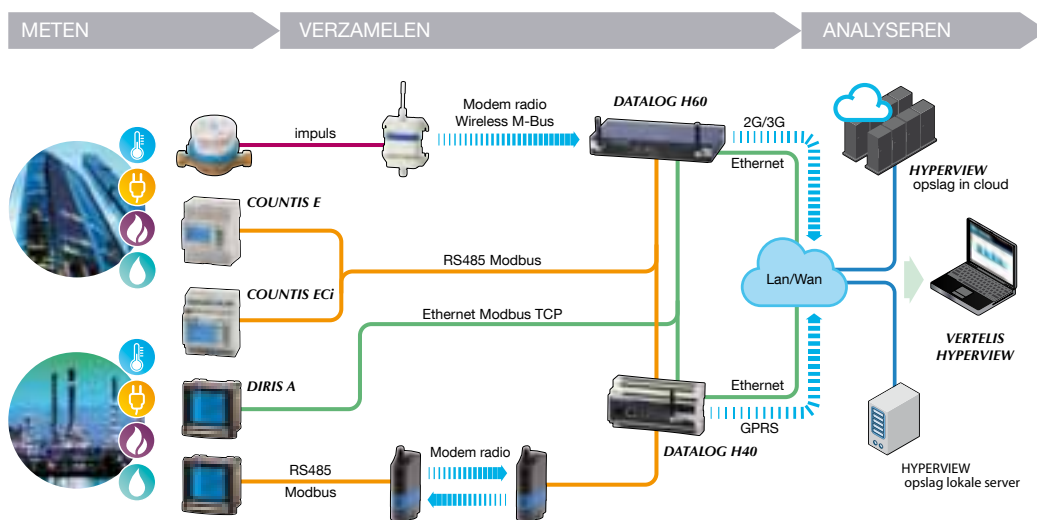 METEN
VERZAMELEN
ANALYSEREN
impuls
Modem radio
Wireless M-Bus
DATALOG H60
2G/3G
Ethernet
HYPERVIEW
opslag in cloud
COUNTIS E
RS485 Modbus
COUNTIS ECi
Ethernet Modbus TCP
Lan/Wan
VERTELIS
HYPERVIEW
DIRIS A
Ethernet
GPRS
DATALOG H40
RS485
Modbus
Modem radio
HYPERVIEW
opslag lokale server